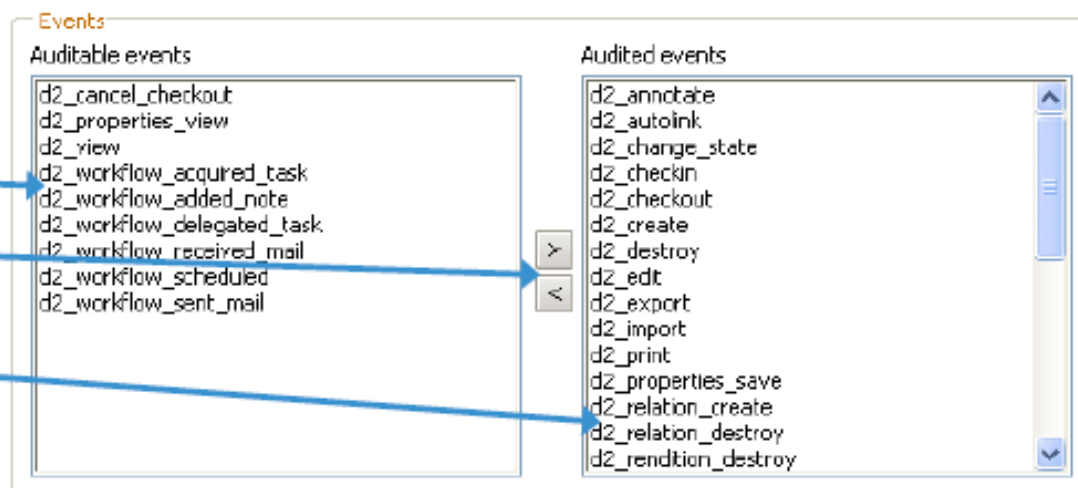 Events
Auditable events
d2_cancel_checkout
d2_properties_view
d2_view
d2_workflow_acquired_task
d2_workflow_added_note
d2_workflow_delegated_task
d2_workflow_received_mail
d2_workflow_scheduled
d2_workflow_sent_mail
>
<
Audited events
d2_annotate
d2_autolink
d2_change_state
d2_checkin
d2_checkout
d2_create
d2_destroy
d2_edit
d2_export
d2_import
d2_print
d2_properties_save
d2_relation_create
d2_relation_destroy
d2_rendition_destroy